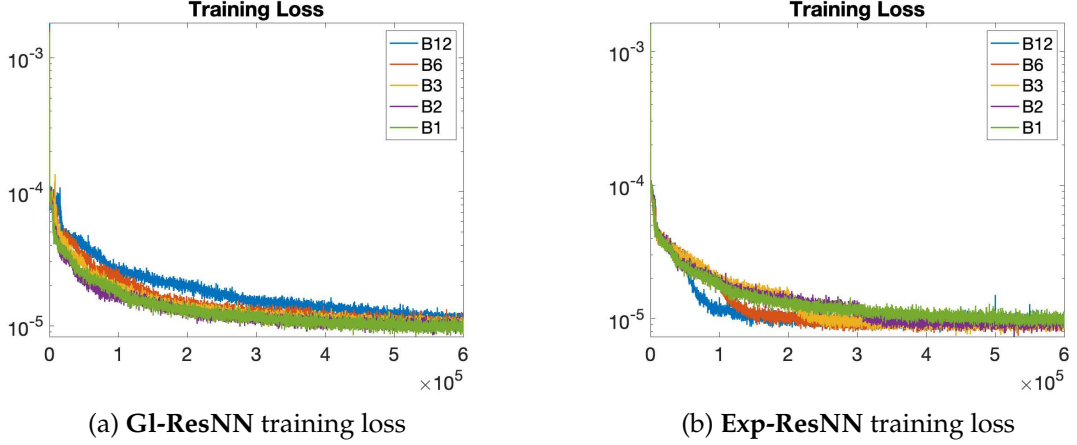 Training Loss
10^-3
10^-4
10^-5
B12
B6
B3
B2
B1
0 1 2 3 4 5 6
×10^5
(a) Gl-ResNN training loss
Training Loss
10^-3
10^-4
10^-5
B12
B6
B3
B2
B1
0 1 2 3 4 5 6
×10^5
(b) Exp-ResNN training loss